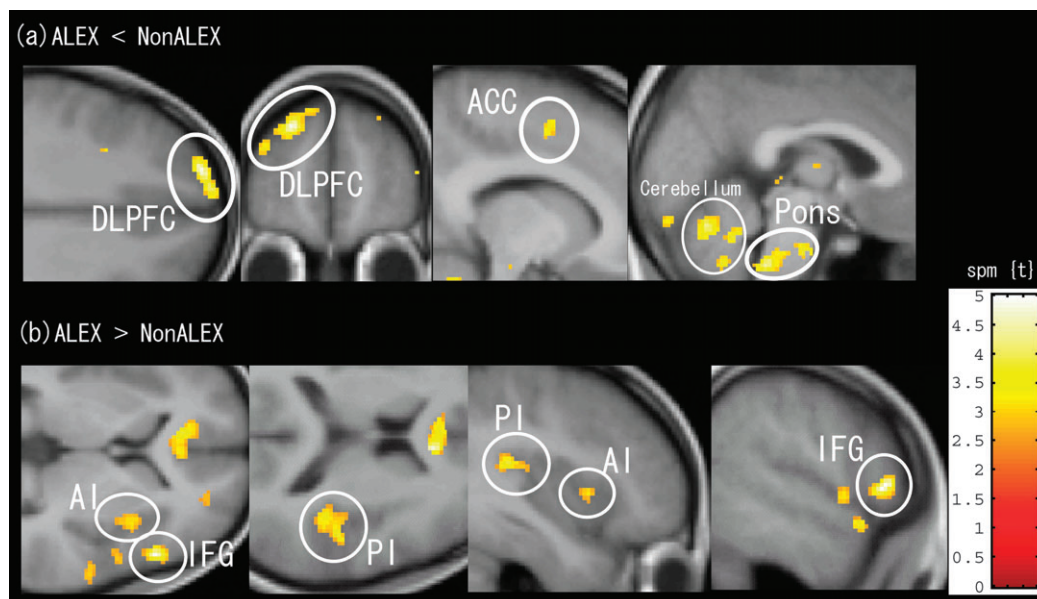 (a) ALEX < NonALEX
DLPFC
DLPFC
ACC
Cerebellum
Pons
spm {t}
(b) ALEX > NonALEX
AI
IFG
PI
PI
AI
IFG
5
4.5
4
3.5
3
2.5
2
1.5
1
0.5
0